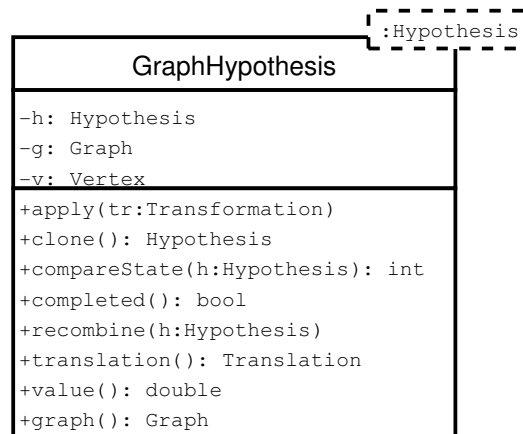 :Hypothesis
GraphHypothesis
-h: Hypothesis
-g: Graph
-v: Vertex
+apply(tr:Transformation)
+clone(): Hypothesis
+compareState(h:Hypothesis): int
+completed(): bool
+recombine(h:Hypothesis)
+translation(): Translation
+value(): double
+graph(): Graph